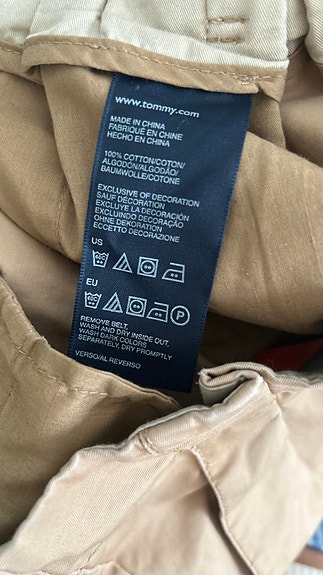 www.tommy.com
MADE IN CHINA
FABRIQUÉ EN CHINE
HECHO EN CHINA
100% COTTON/COTON/
ALGODÓN/ALGODÃO/
BAUMWOLLE/COTONE
EXCLUSIVE OF DECORATION
SAUF DÉCORATION
EXCLUYE LA DECORACIÓN
EXCLUINDO DECORAÇÃO
OHNE DEKORATION
ECCETTO DECORAZIONE
US
EU
REMOVE BELT,
WASH AND DRY INSIDE OUT,
WASH DARK COLORS
SEPARATELY, DRY PROMPTLY
VERSO/AL REVERSO